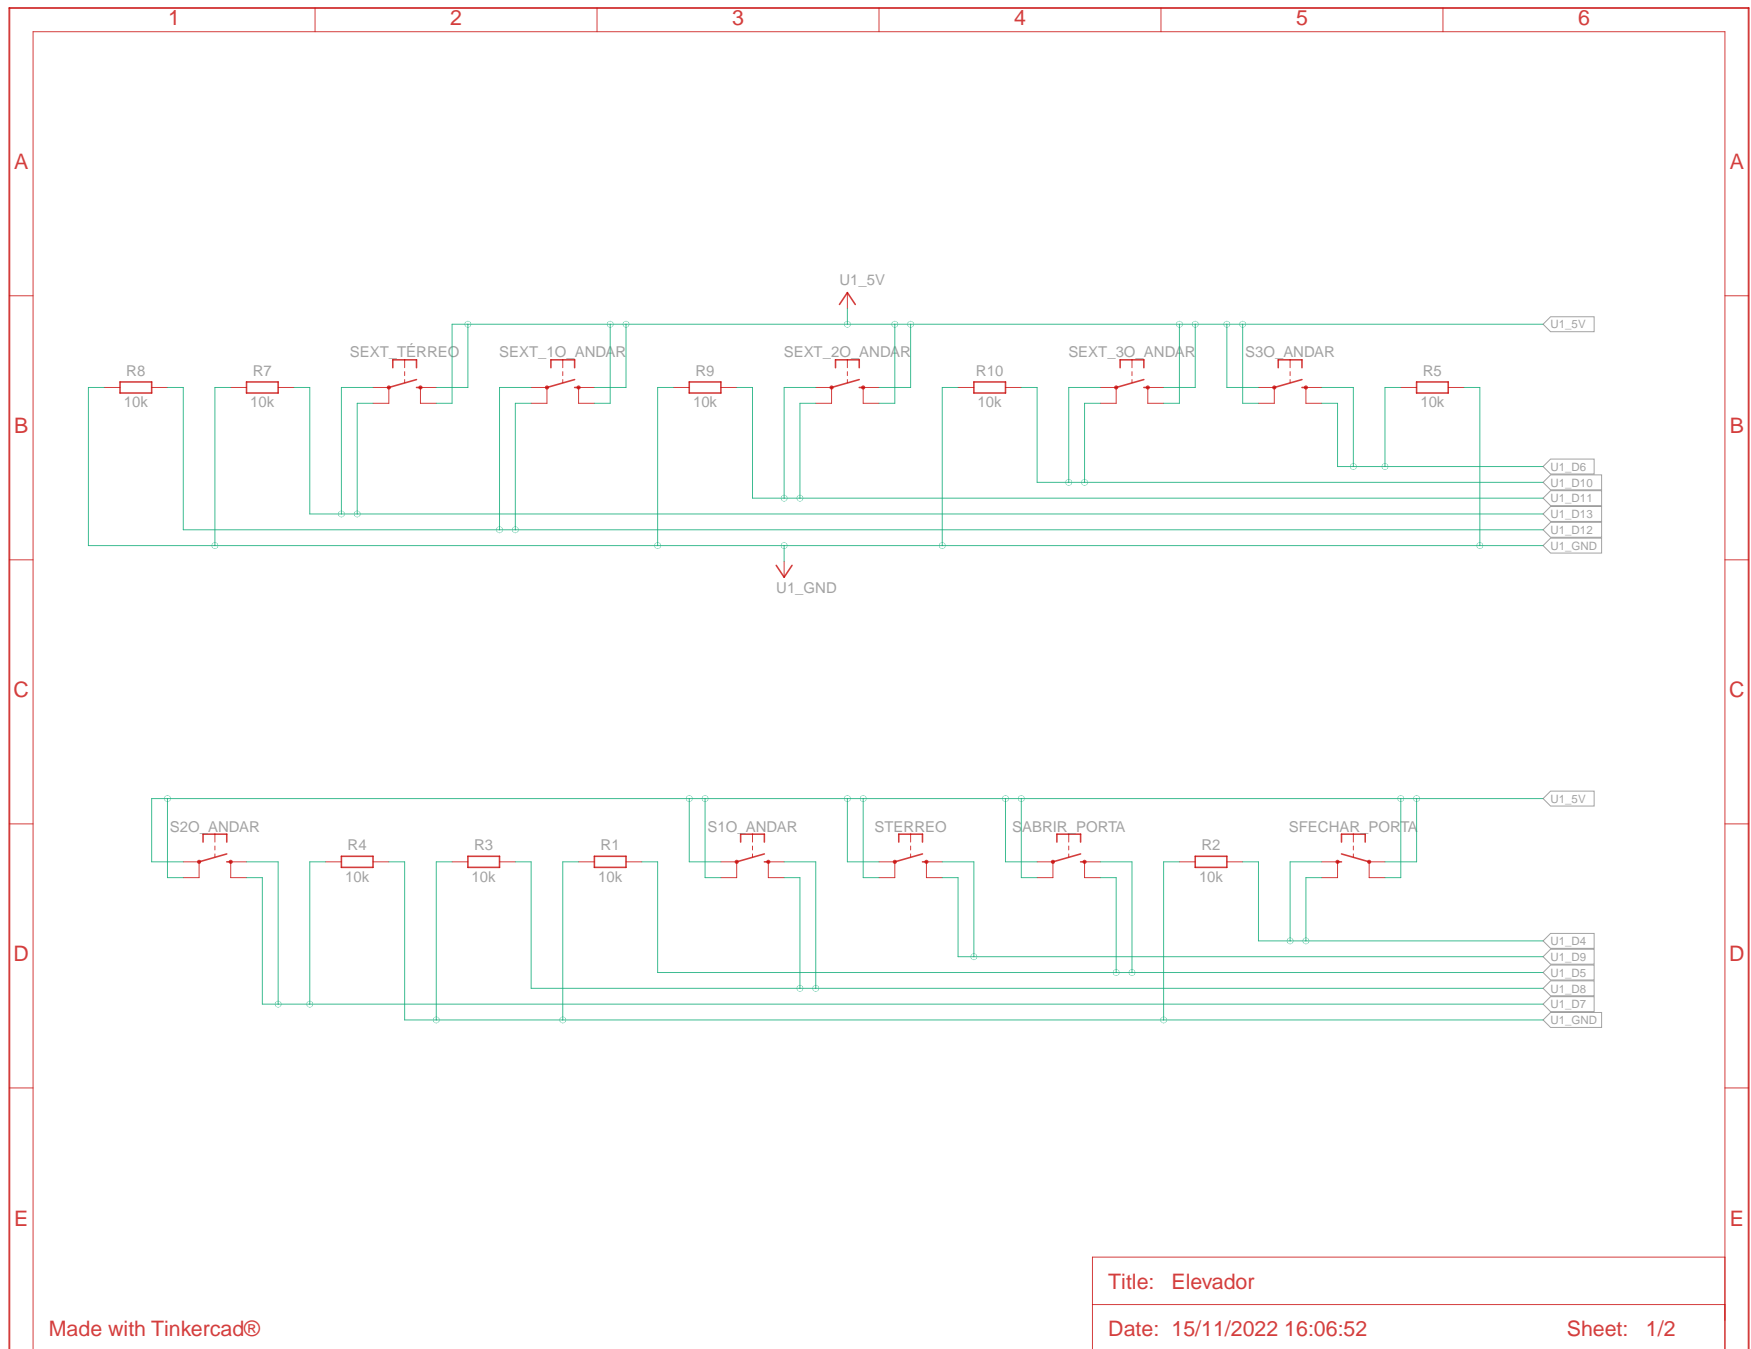 1 2 3 4 5 6
A A
U1_5V
U1_5V
SEXT_TÉRREO SEXT_1O_ANDAR SEXT_2O_ANDAR SEXT_3O_ANDAR S3O_ANDAR
R8 R7 R9 R10 R5
10k 10k 10k 10k 10k
B B
U1_D6
U1_D10
U1_D11
U1_D13
U1_D12
U1_GND
U1_GND
C C
U1_5V
S2O_ANDAR S1O_ANDAR STERREO SABRIR_PORTA SFECHAR_PORTA
R4 R3 R1 R2
10k 10k 10k 10k
U1_D4
D D
U1_D9
U1_D5
U1_D8
U1_D7
U1_GND
E E
Title: Elevador
Made with Tinkercad® Date: 15/11/2022 16:06:52 Sheet: 1/2